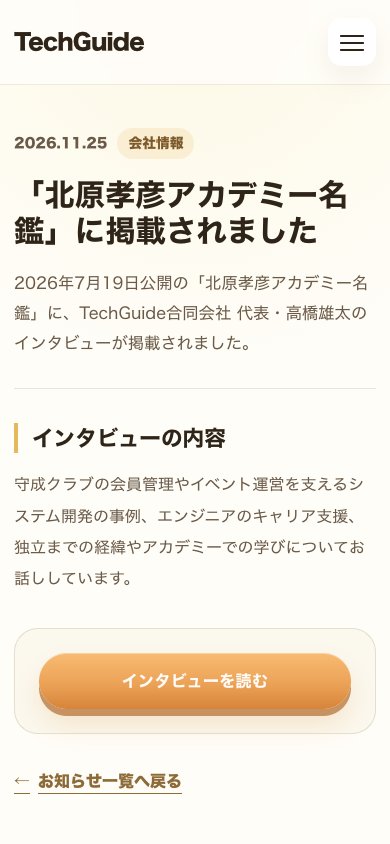 TechGuide
2026.11.25 会社情報
「北原孝彦アカデミー名
鑑」に掲載されました
2026年7月19日公開の「北原孝彦アカデミー名
鑑」に、TechGuide合同会社 代表・高橋雄太の
インタビューが掲載されました。
インタビューの内容
守成クラブの会員管理やイベント運営を支えるシ
ステム開発の事例、エンジニアのキャリア支援、
独立までの経緯やアカデミーでの学びについてお
話ししています。
インタビューを読む
← お知らせ一覧へ戻る